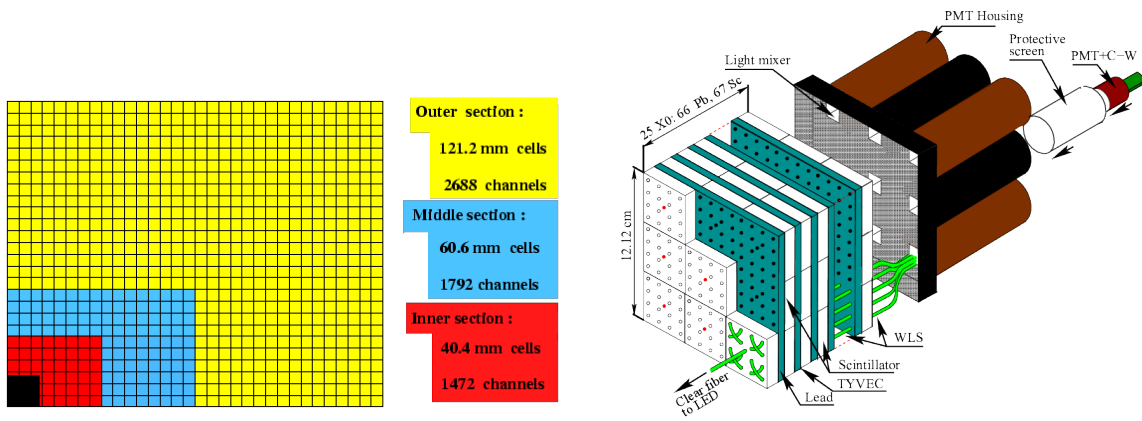 Outer section :
121.2 mm cells
2688 channels
Middle section :
60.6 mm cells
1792 channels
Inner section :
40.4 mm cells
1472 channels
PMT Housing
Protective
screen
PMT+C−W
Light mixer
25 X0: 66 Pb, 67 Sc
12.12 cm
WLS
Scintillator
TYVEC
Lead
Clear fiber
to LED